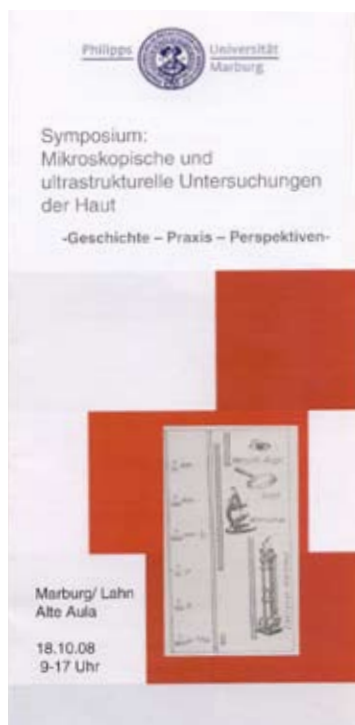 Philipps Universität
Marburg
Symposium:
Mikroskopische und
ultrastrukturelle Untersuchungen
der Haut
-Geschichte – Praxis – Perspektiven-
Marburg/ Lahn
Alte Aula
18.10.08
9-17 Uhr